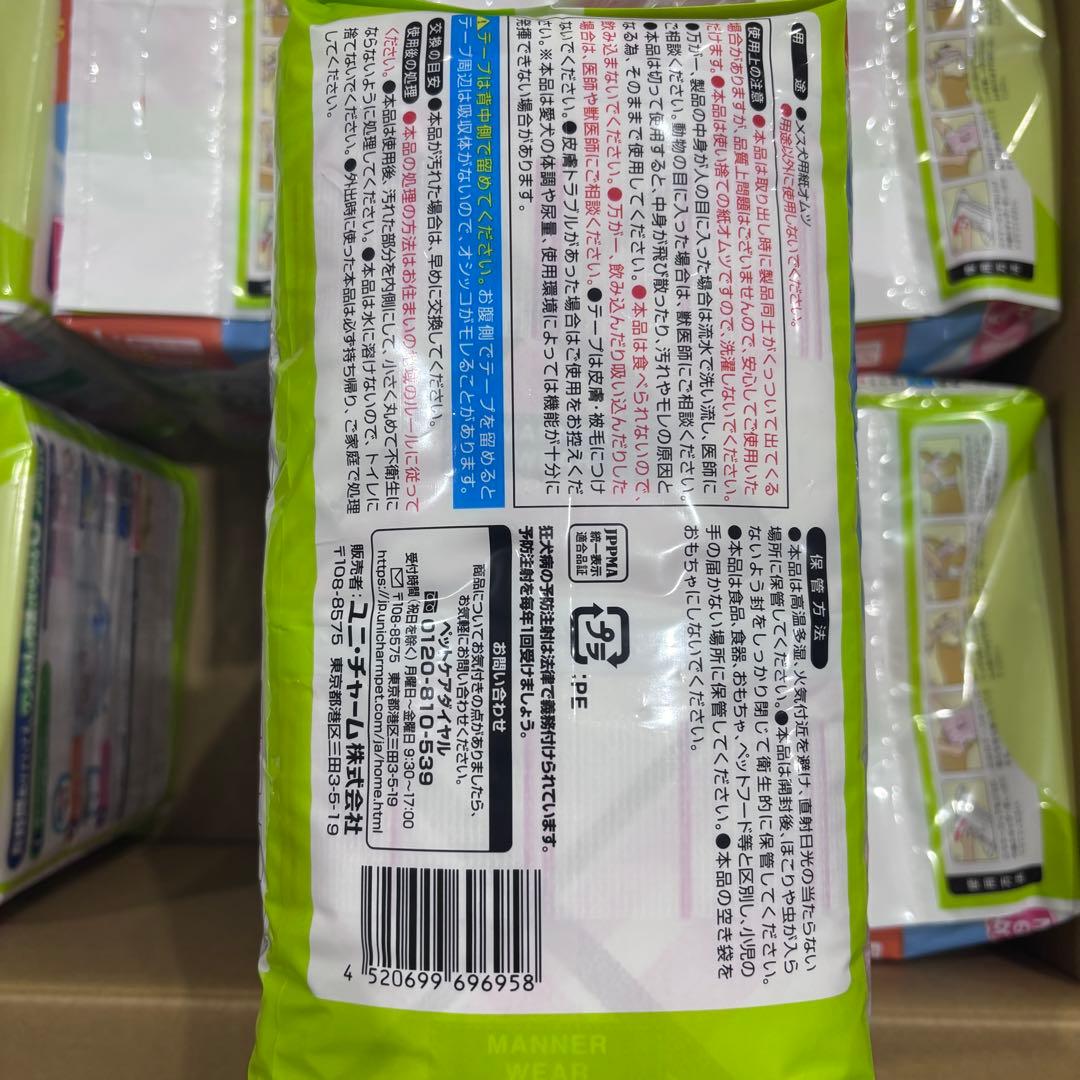 用途
●メス犬用紙オムツ
●用途以外に使用しないでください。
使用上の注意 ●本品は取り出し時に製品同士がくっついて出てくる
場合がありますが、品質上問題はございませんので、安心してご使用いた
だけます。●本品は使い捨ての紙オムツですので、洗濯しないでください。
●万が一、製品の中身が人の目に入った場合は流水で洗い流し、医師に
ご相談ください。動物の目に入った場合は、獣医師にご相談ください。
●本品は切って使用すると、中身が飛び散ったり、汚れやモレの原因と
なる為、そのままで使用してください。●本品は食べられないので、
飲み込まないでください。●万が一、飲み込んだり吸い込んだりした
場合は、医師や獣医師にご相談ください。●テープは皮膚・被毛につけ
ないでください。●皮膚トラブルがあった場合はご使用をお控えくだ
さい。※本品は愛犬の体調や尿量、使用環境によっては機能が十分に
発揮できない場合があります。
⚠テープは背中側で留めてください。お腹側でテープを留めると
テープ周辺は吸収体がないので、オシッコがモレることがあります。
交換の目安 ●本品が汚れた場合は、早めに交換してください。
使用後の処理 ●本品の処理の方法はお住まいの地域のルールに従って
ください。●本品は使用後、汚れた部分を内側にして、小さく丸めて不衛生に
ならないように処理してください。●本品は水に溶けないので、トイレに
捨てないでください。●外出時に使った本品は必ず持ち帰り、ご家庭で処理
してください。
保管方法
●本品は高温多湿、火気付近を避け、直射日光の当たらない
場所に保管してください。●本品は開封後、ほこりや虫が入ら
ないよう封をしっかり閉じて衛生的に保管してください。
●本品は食品、食器、おもちゃ、ペットフード等と区別し、小児の
手の届かない場所に保管してください。●本品の空き袋を
おもちゃにしないでください。
JPPMA
統一表示
適合品証
プラ
:PE
狂犬病の予防注射は法律で義務付けられています。
予防注射を毎年1回受けましょう。
お問い合わせ
商品についてお気付きの点がありましたら、
お気軽にお問い合わせください。
ペットケアダイヤル
0120-810-539
受付時間(祝日を除く)月曜日~金曜日 9:30~17:00
〒108-8575 東京都港区三田3-5-19
https://jp.unicharmpet.com/ja/home.html
販売者:ユニ・チャーム株式会社
〒108-8575 東京都港区三田3-5-19
4 520699 696958
MANNER
WEAR
使用方法
使用方法